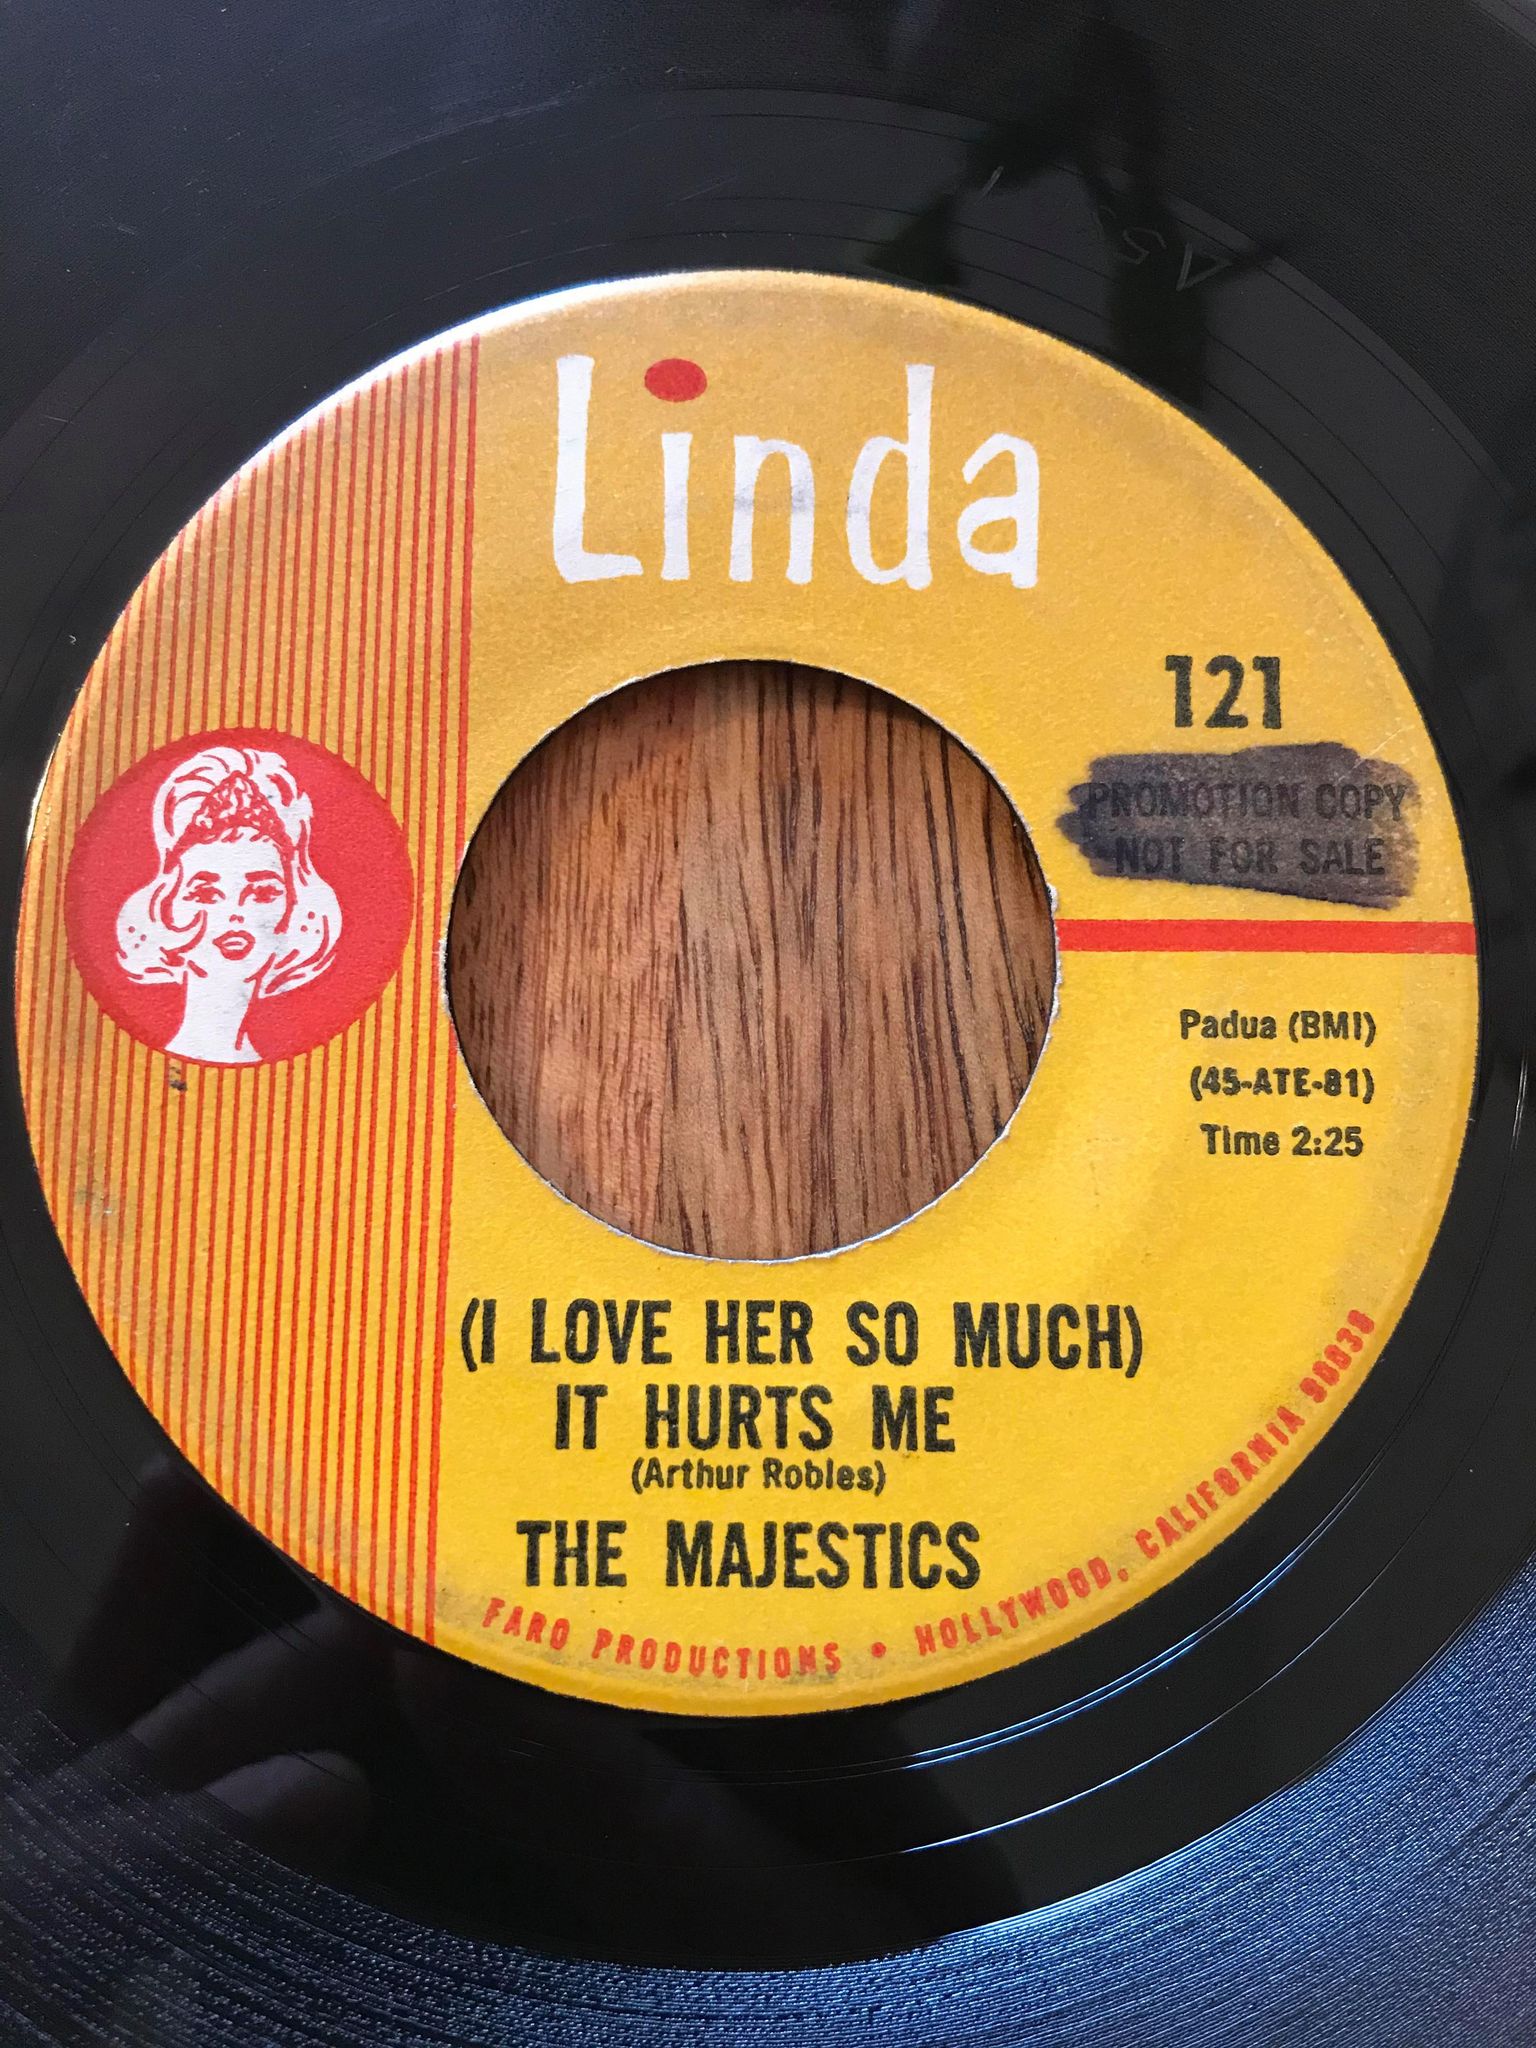 Linda
121
PROMOTION COPY
NOT FOR SALE
Padua (BMI)
(45-ATE-81)
Time 2:25
(I LOVE HER SO MUCH)
IT HURTS ME
(Arthur Robles)
THE MAJESTICS
FARO PRODUCTIONS • HOLLYWOOD, CALIFORNIA